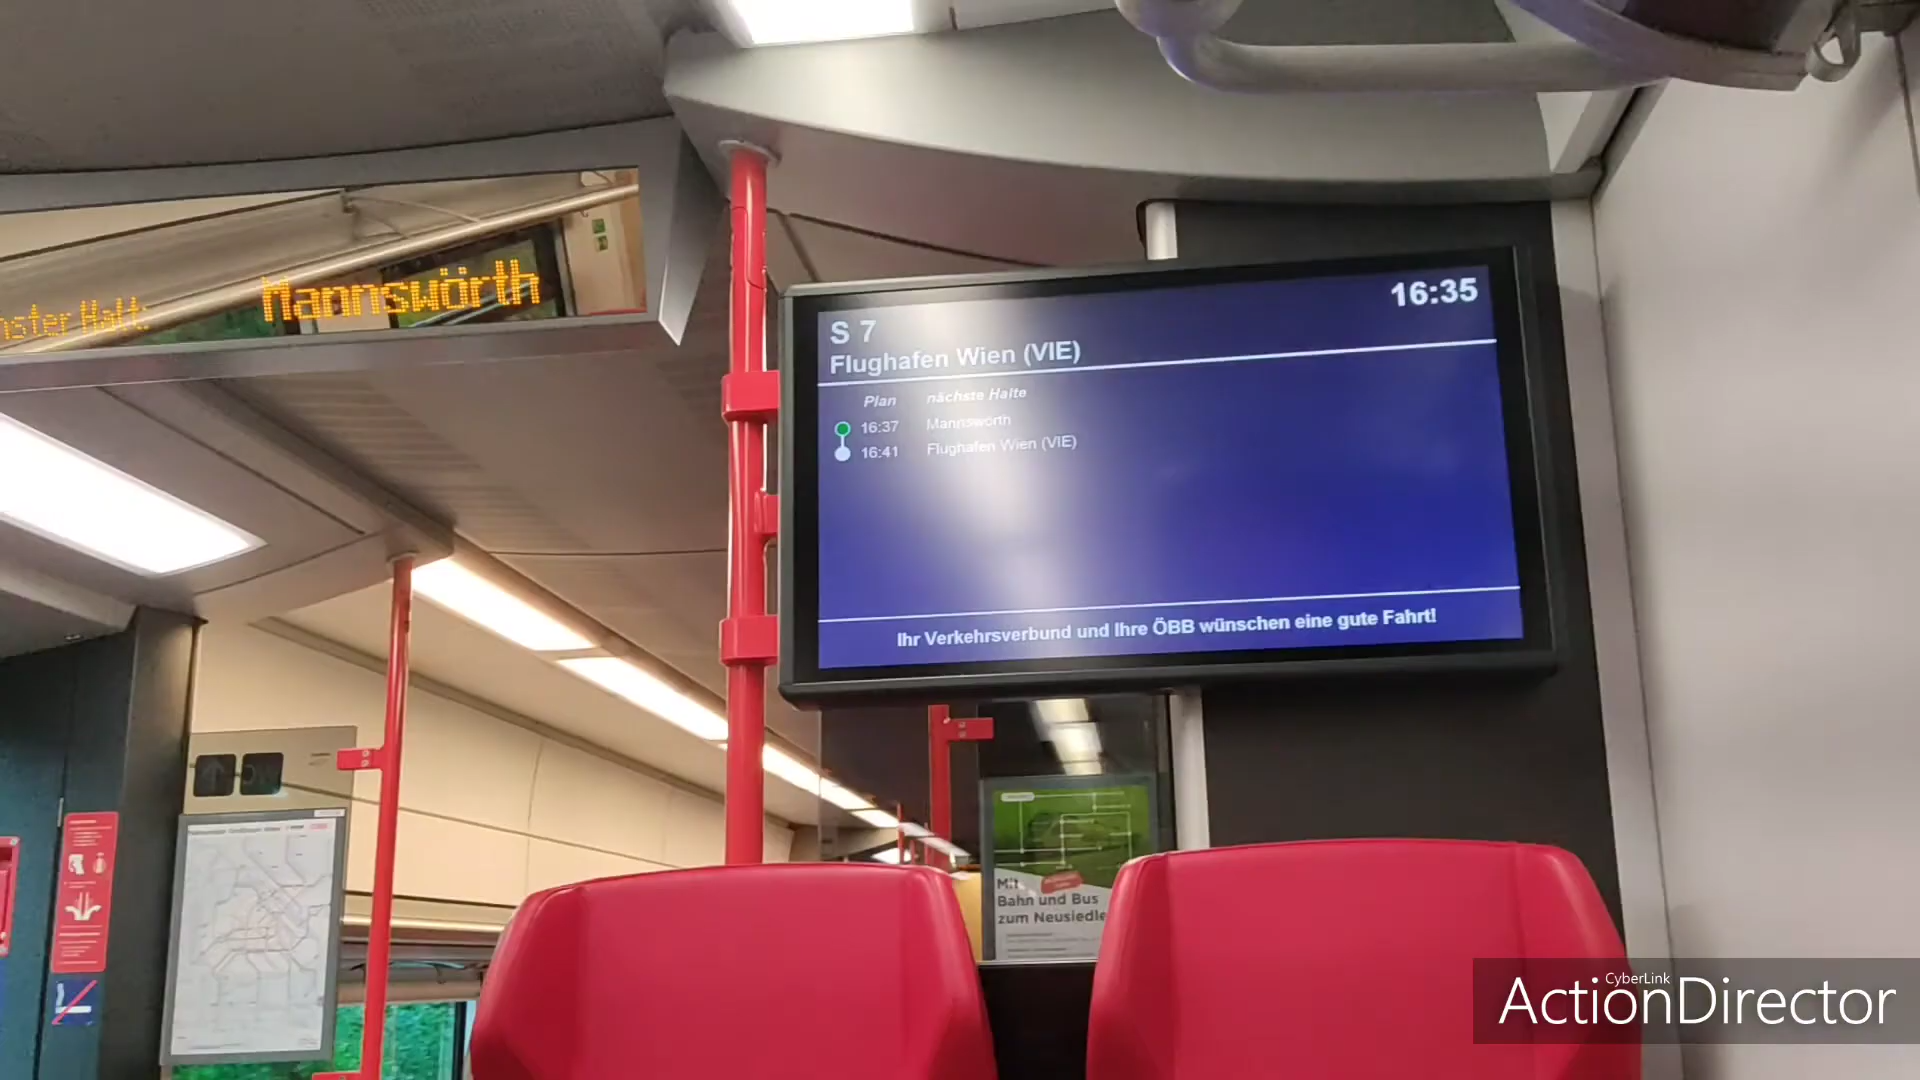 nster Halt:
Mannswörth
16:35
S 7
Flughafen Wien (VIE)
Plan nächste Halte
16:37 Mannswörth
16:41 Flughafen Wien (VIE)
Ihr Verkehrsverbund und Ihre ÖBB wünschen eine gute Fahrt!
Mit
Bahn und Bus
zum Neusiedle
CyberLink
ActionDirector